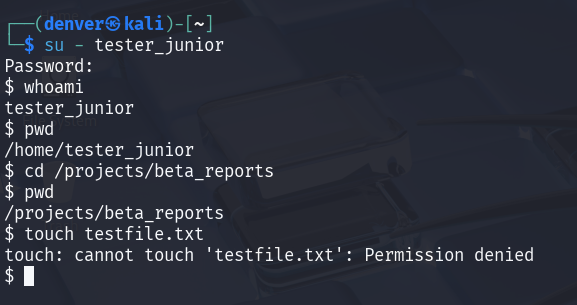 ┌──(denver㉿kali)-[~]
└─$ su - tester_junior
Password:
$ whoami
tester_junior
$ pwd
/home/tester_junior
$ cd /projects/beta_reports
$ pwd
/projects/beta_reports
$ touch testfile.txt
touch: cannot touch 'testfile.txt': Permission denied
$